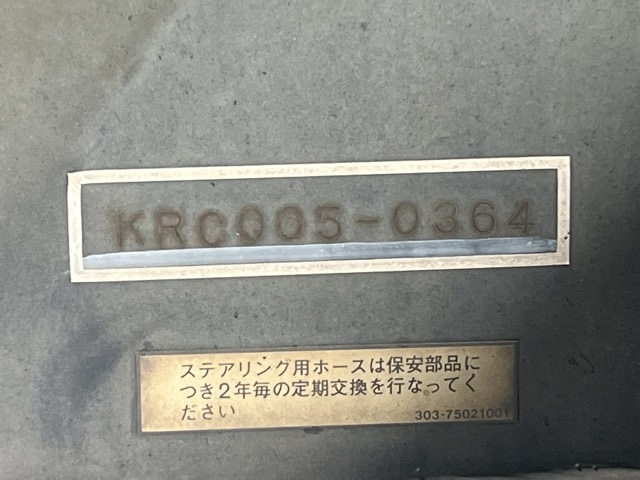 KRC005-0364
ステアリング用ホースは保安部品に
つき2年毎の定期交換を行なってく
ださい
303-75021001